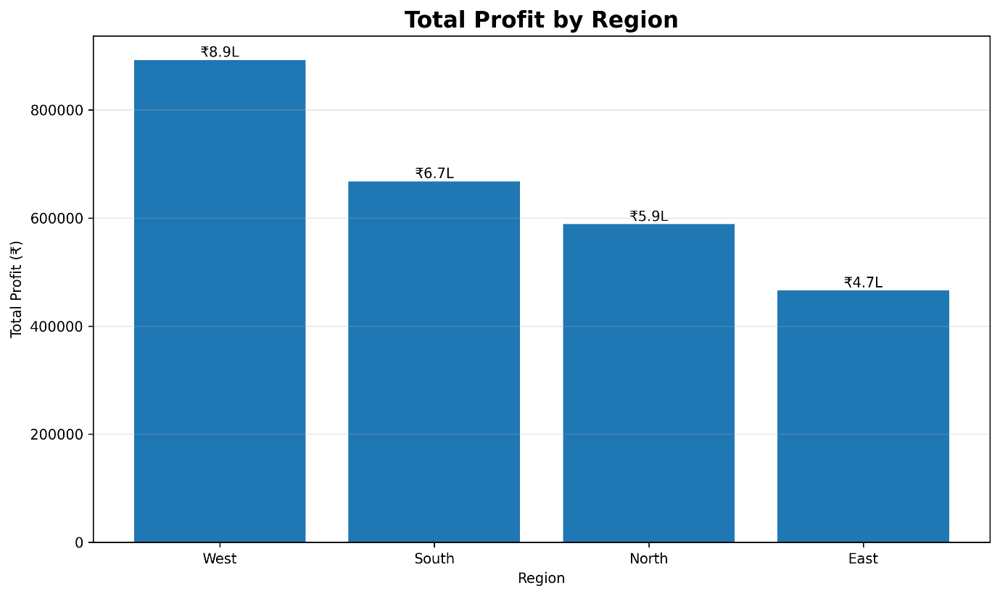 Total Profit by Region
₹8.9L
₹6.7L
₹5.9L
₹4.7L
800000
600000
400000
200000
0
Total Profit (₹)
West South North East
Region